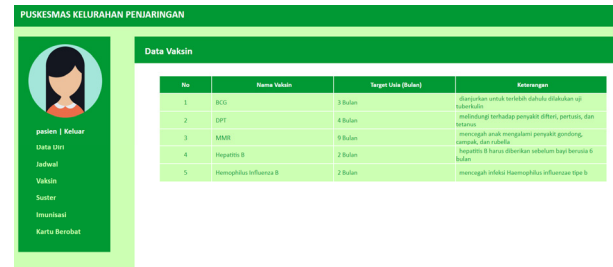 PUSKESMAS KELURAHAN PENJARINGAN
pasien | Keluar
Data Diri
Jadwal
Vaksin
Suster
Imunisasi
Kartu Berobat
Data Vaksin
No Nama Vaksin Target Usia (Bulan) Keterangan
1 BCG 3 Bulan dianjurkan untuk terlebih dahulu dilakukan uji
tuberkulin
2 DPT 4 Bulan melindungi terhadap penyakit difteri, pertusis, dan
tetanus
3 MMR 9 Bulan mencegah anak mengalami penyakit gondong,
campak, dan rubella
4 Hepatitis B 2 Bulan hepatitis B harus diberikan sebelum bayi berusia 6
bulan
5 Hemophilus Influenza B 2 Bulan mencegah infeksi Haemophilus influenzae tipe b